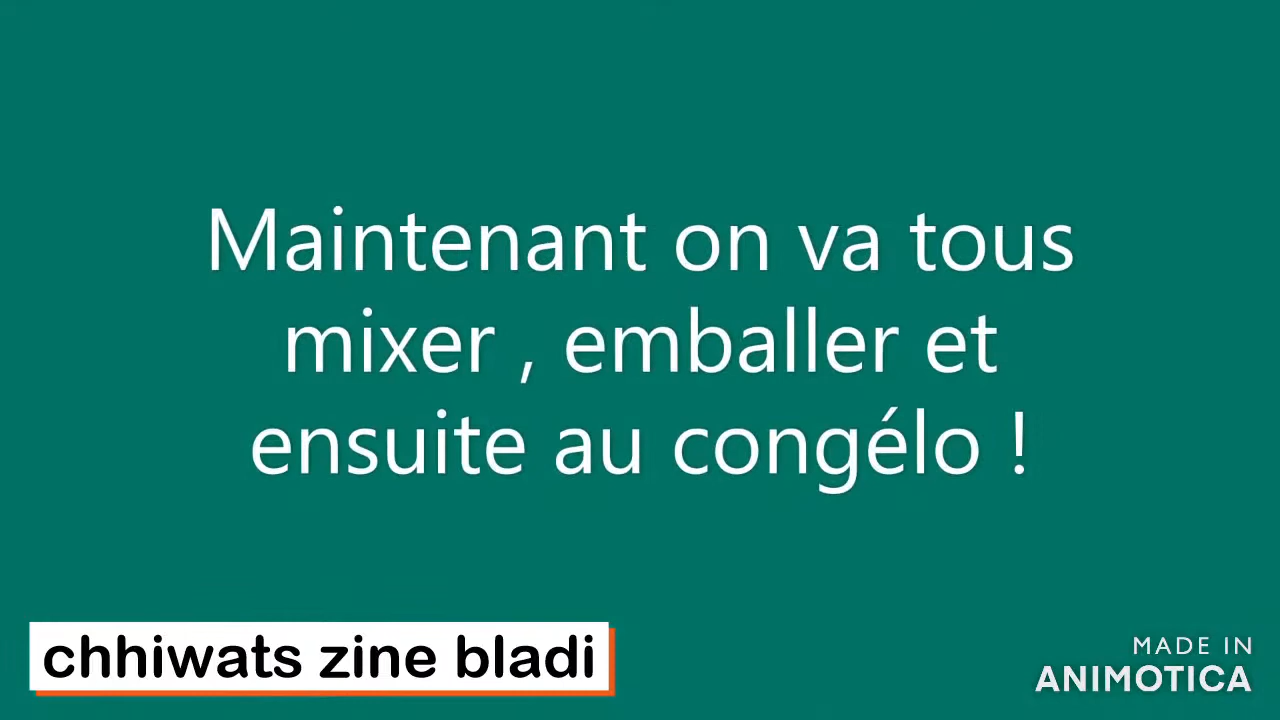 Maintenant on va tous
mixer , emballer et
ensuite au congélo !
chhiwats zine bladi
MADE IN
ANIMOTICA